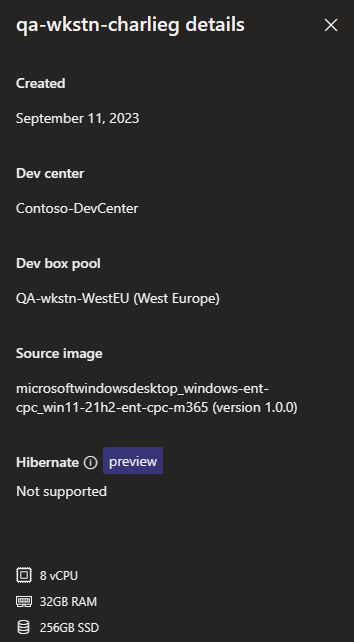 qa-wkstn-charlieg details
Created
September 11, 2023
Dev center
Contoso-DevCenter
Dev box pool
QA-wkstn-WestEU (West Europe)
Source image
microsoftwindowsdesktop_windows-ent-
cpc_win11-21h2-ent-cpc-m365 (version 1.0.0)
Hibernate preview
Not supported
8 vCPU
32GB RAM
256GB SSD